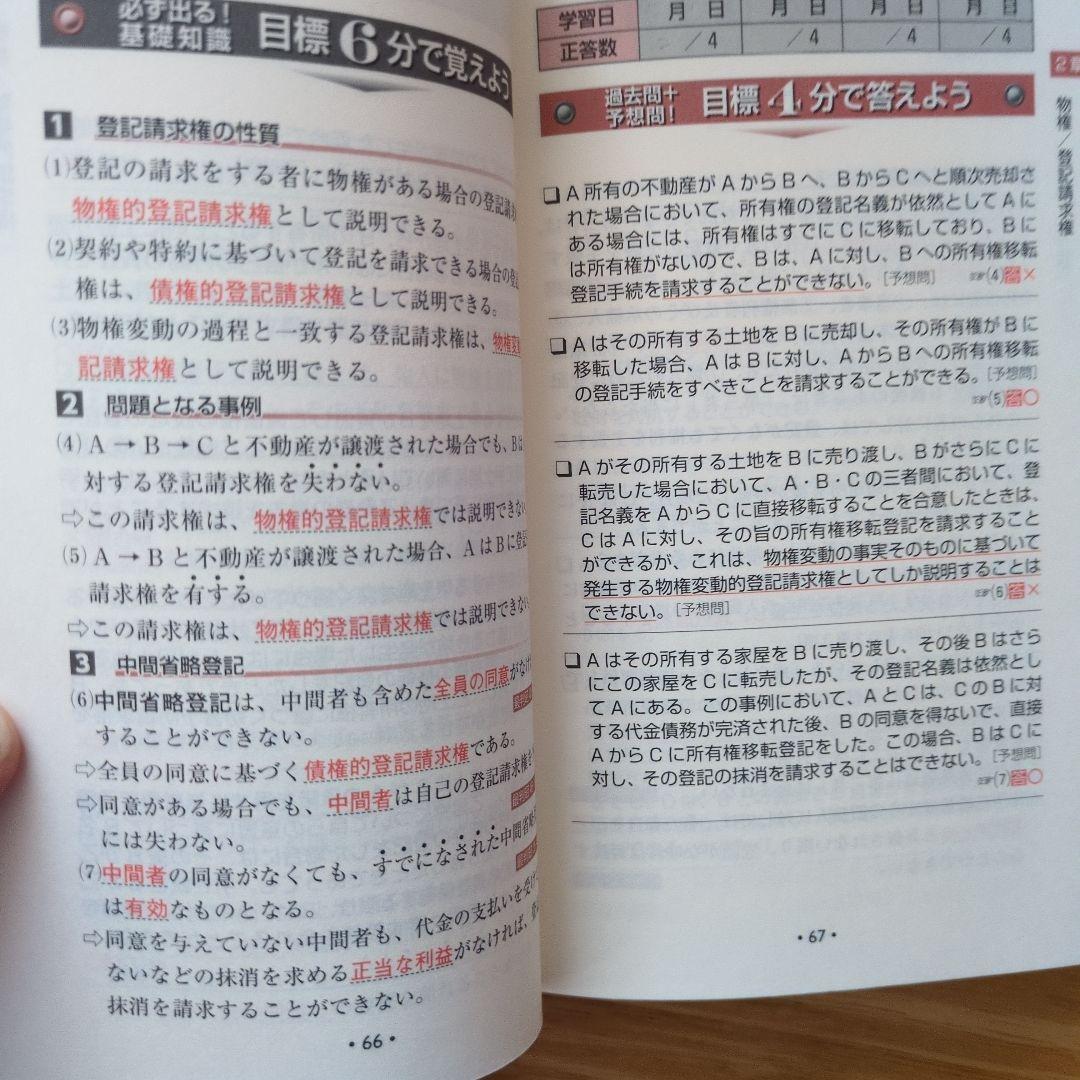 必ず出る!
基礎知識
目標6分で覚えよう
1 登記請求権の性質
(1)登記の請求をする者に物権がある場合の登記請求
物権的登記請求権として説明できる。
(2)契約や特約に基づいて登記を請求できる場合の登
権は、債権的登記請求権として説明できる。
(3)物権変動の過程と一致する登記請求権は、物権変
記請求権として説明できる。
2 問題となる事例
(4) A→B→Cと不動産が譲渡された場合でも、Bは
対する登記請求権を失わない。
⇨この請求権は、物権的登記請求権では説明できない
(5) A→Bと不動産が譲渡された場合、AはBに登記
請求権を有する。
⇨この請求権は、物権的登記請求権では説明できない
3 中間省略登記
(6)中間省略登記は、中間者も含めた全員の同意がなけ
することができない。
⇨全員の同意に基づく債権的登記請求権である。
⇨同意がある場合でも、中間者は自己の登記請求権を
には失わない。
(7)中間者の同意がなくても、すでになされた中間省略
は有効なものとなる。
⇨同意を与えていない中間者も、代金の支払いを受け
ないなどの抹消を求める正当な利益がなければ、
抹消を請求することができない。
・66・
学習日 月 日 月 日 月 日 月 日
正答数 /4 /4 /4 /4
過去問+
予想問!
目標4分で答えよう
□ A所有の不動産がAからBへ、BからCへと順次売却さ
れた場合において、所有権の登記名義が依然としてAに
ある場合には、所有権はすでにCに移転しており、Bに
は所有権がないので、Bは、Aに対し、Bへの所有権移転
登記手続を請求することができない。[予想問] ☞(4)答×
□ Aはその所有する土地をBに売却し、その所有権がBに
移転した場合、AはBに対し、AからBへの所有権移転
の登記手続をすべきことを請求することができる。[予想問]
☞(5)答○
□ Aがその所有する土地をBに売り渡し、BがさらにCに
転売した場合において、A・B・Cの三者間において、登
記名義をAからCに直接移転することを合意したときは、
CはAに対し、その旨の所有権移転登記を請求すること
ができるが、これは、物権変動の事実そのものに基づいて
発生する物権変動的登記請求権としてしか説明することは
できない。[予想問] ☞(6)答×
□ Aはその所有する家屋をBに売り渡し、その後Bはさら
にこの家屋をCに転売したが、その登記名義は依然とし
てAにある。この事例において、AとCは、CのBに対
する代金債務が完済された後、Bの同意を得ないで、直接
AからCに所有権移転登記をした。この場合、BはCに
対し、その登記の抹消を請求することはできない。[予想問]
☞(7)答○
・67・
2章
物権/登記請求権